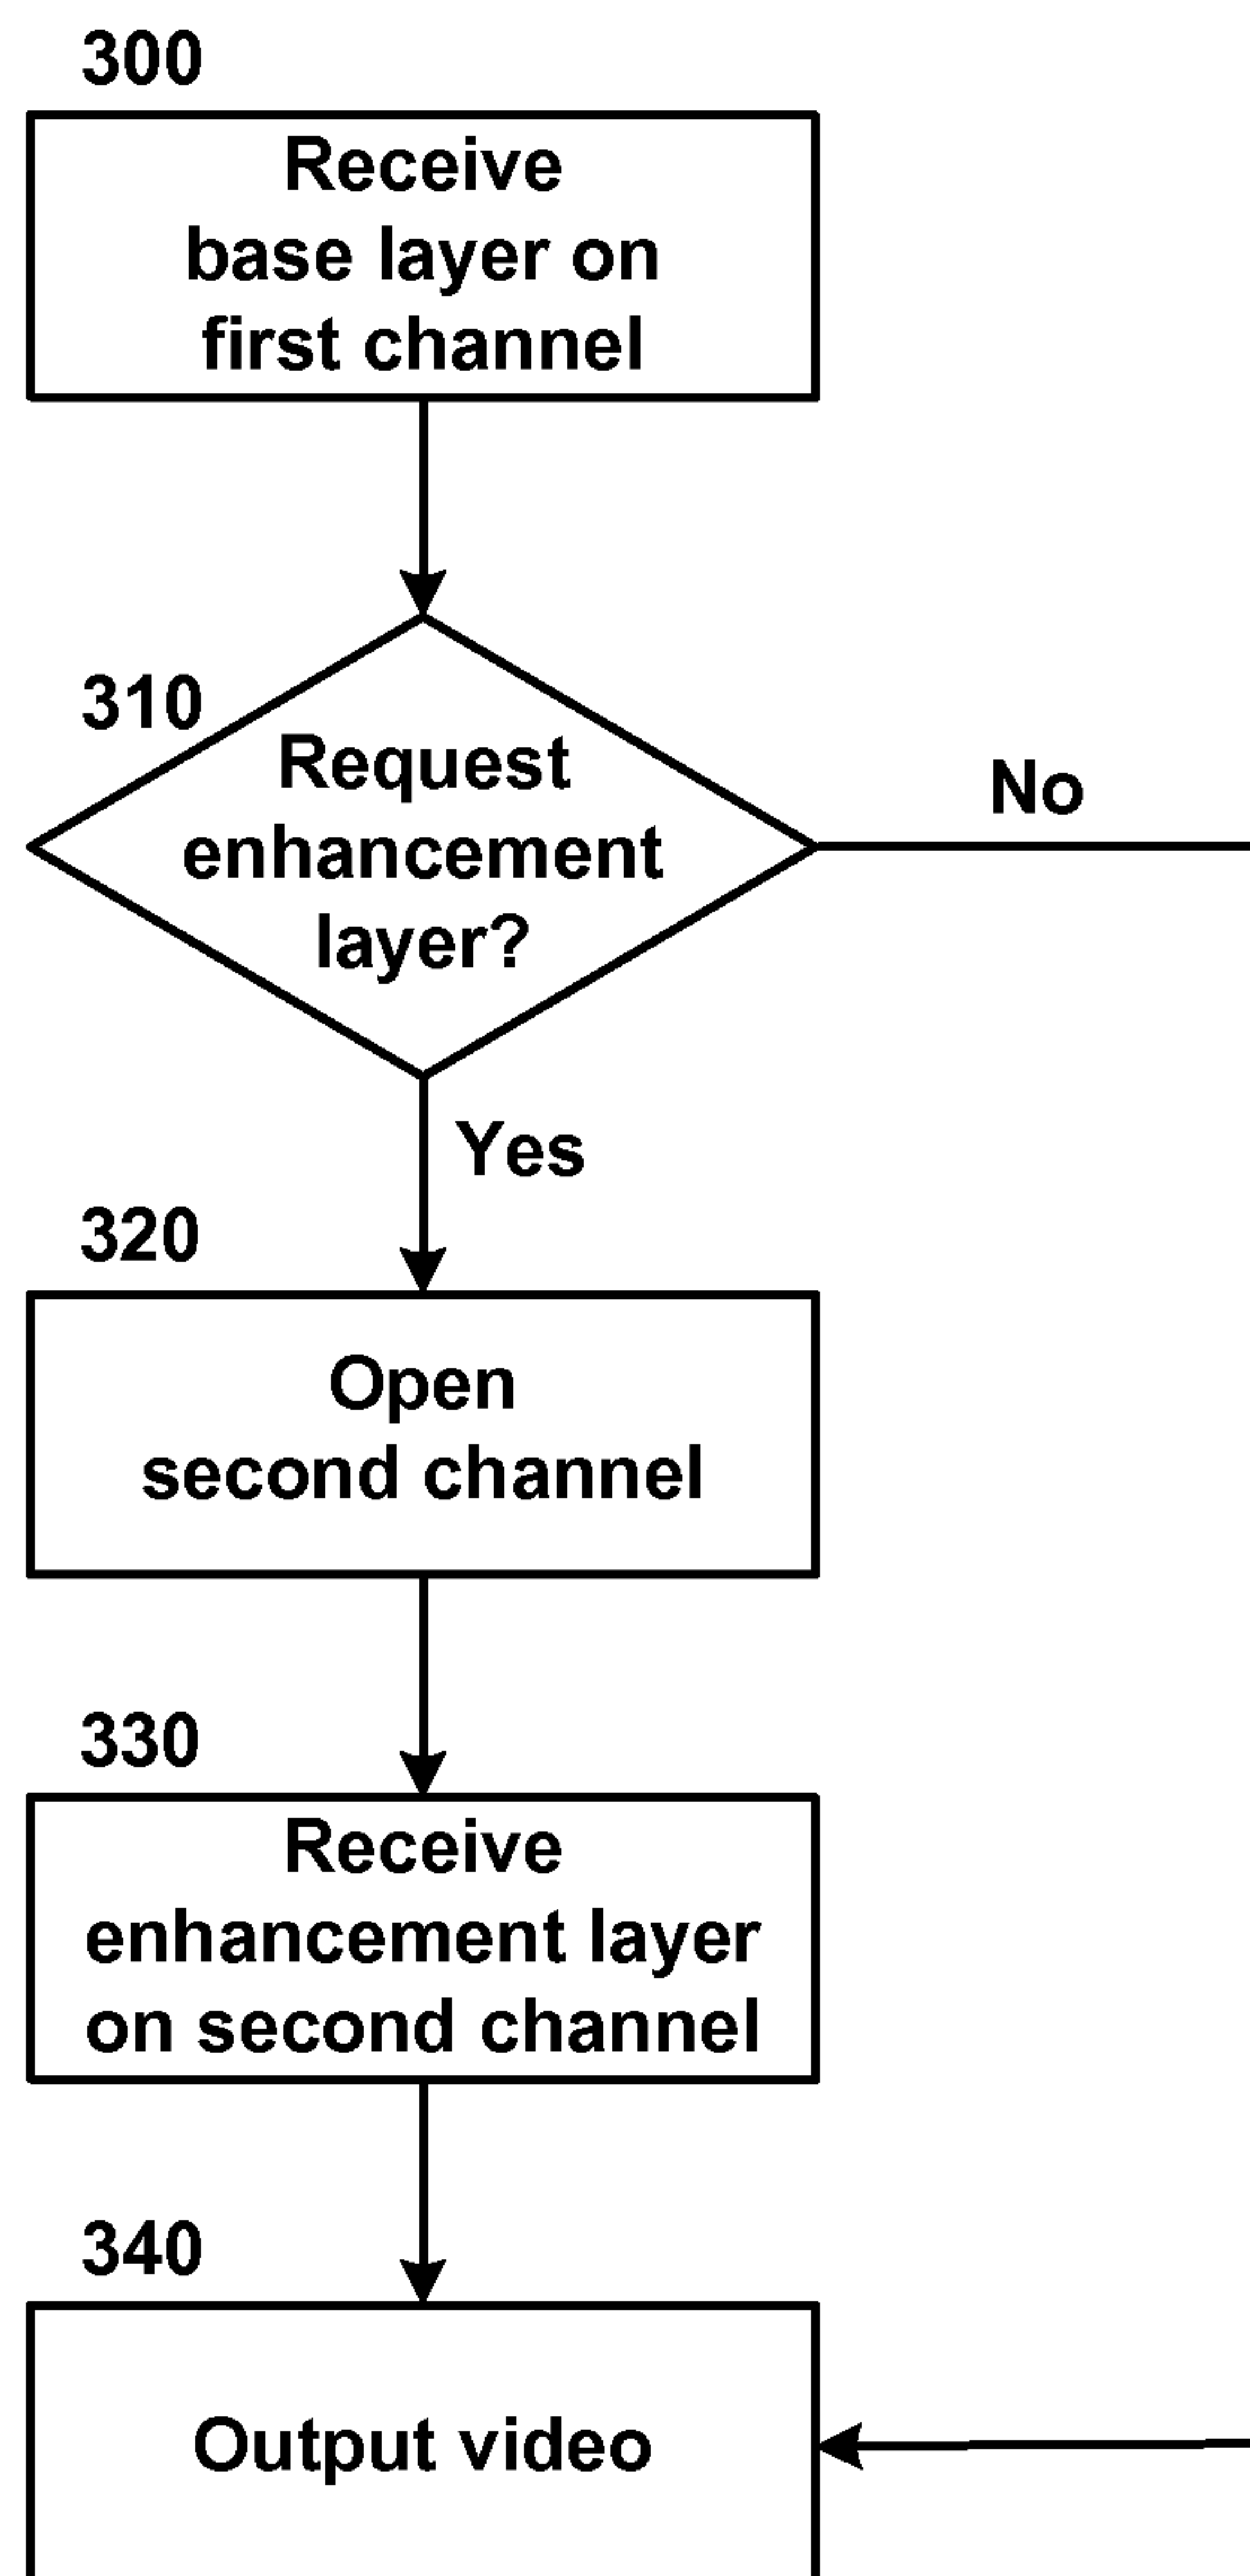 300
Receive
base layer on
first channel
310
Request
enhancement
layer?
No
Yes
320
Open
second channel
330
Receive
enhancement layer
on second channel
340
Output video